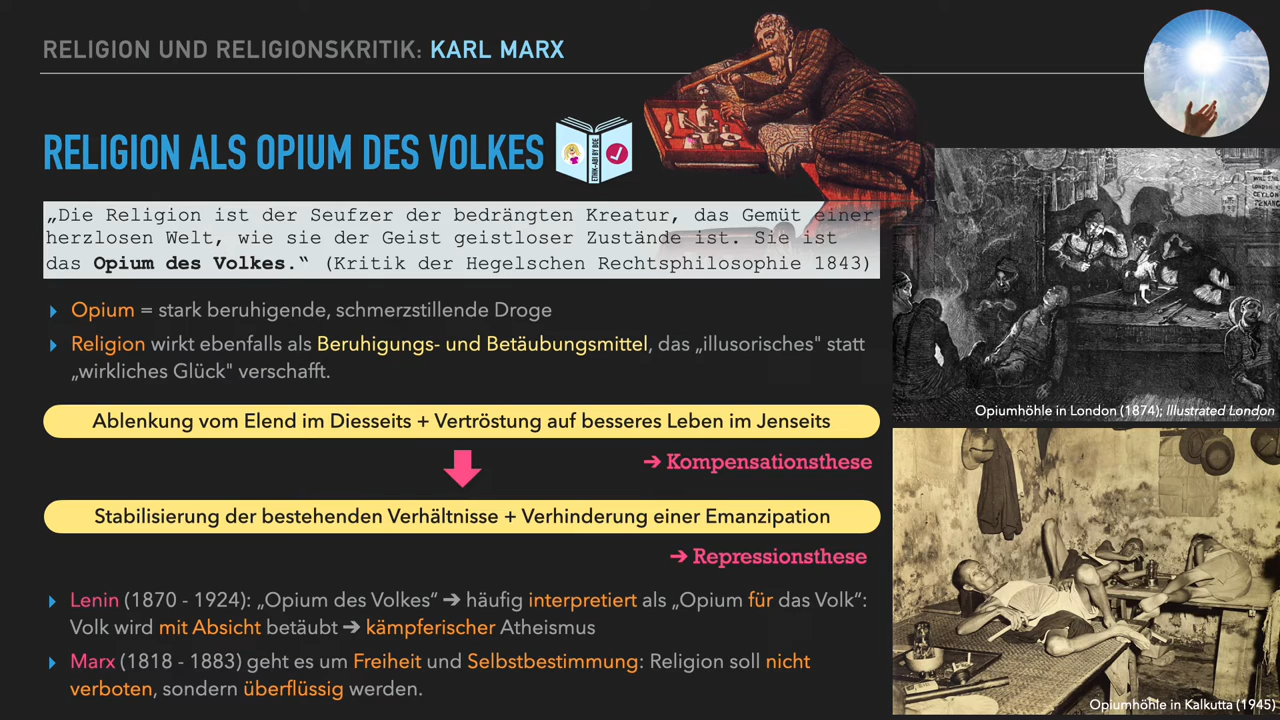 RELIGION UND RELIGIONSKRITIK: KARL MARX
RELIGION ALS OPIUM DES VOLKES
ETHIK-ABI BY BOE
„Die Religion ist der Seufzer der bedrängten Kreatur, das Gemüt einer
herzlosen Welt, wie sie der Geist geistloser Zustände ist. Sie ist
das Opium des Volkes.“ (Kritik der Hegelschen Rechtsphilosophie 1843)
Opium = stark beruhigende, schmerzstillende Droge
Religion wirkt ebenfalls als Beruhigungs- und Betäubungsmittel, das „illusorisches" statt
„wirkliches Glück" verschafft.
Ablenkung vom Elend im Diesseits + Vertröstung auf besseres Leben im Jenseits
➔ Kompensationsthese
Stabilisierung der bestehenden Verhältnisse + Verhinderung einer Emanzipation
➔ Repressionsthese
Lenin (1870 - 1924): „Opium des Volkes“ ➔ häufig interpretiert als „Opium für das Volk“:
Volk wird mit Absicht betäubt ➔ kämpferischer Atheismus
Marx (1818 - 1883) geht es um Freiheit und Selbstbestimmung: Religion soll nicht
verboten, sondern überflüssig werden.
Opiumhöhle in London (1874); Illustrated London
Opiumhöhle in Kalkutta (1945)